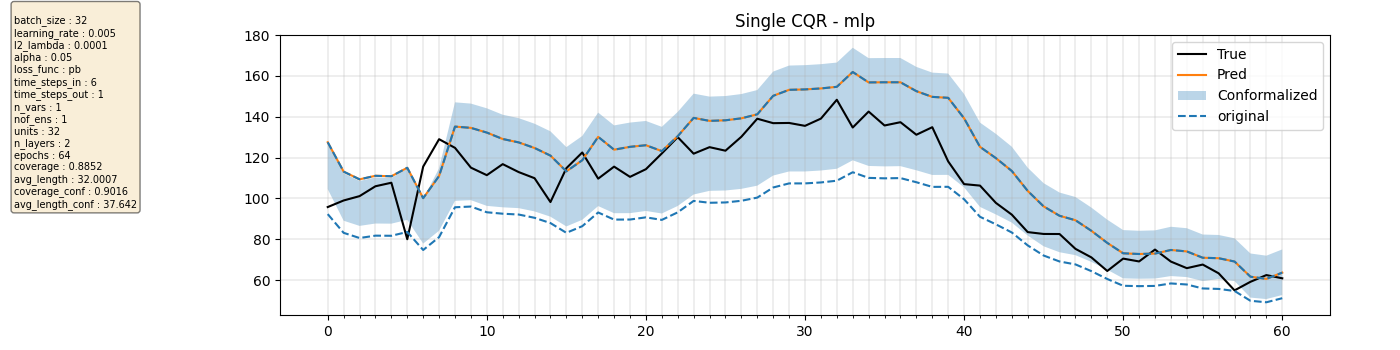 batch_size : 32
learning_rate : 0.005
l2_lambda : 0.0001
alpha : 0.05
loss_func : pb
time_steps_in : 6
time_steps_out : 1
n_vars : 1
nof_ens : 1
units : 32
n_layers : 2
epochs : 64
coverage : 0.8852
avg_length : 32.0007
coverage_conf : 0.9016
avg_length_conf : 37.642
Single CQR - mlp
True
Pred
Conformalized
original
180
160
140
120
100
80
60
0 10 20 30 40 50 60